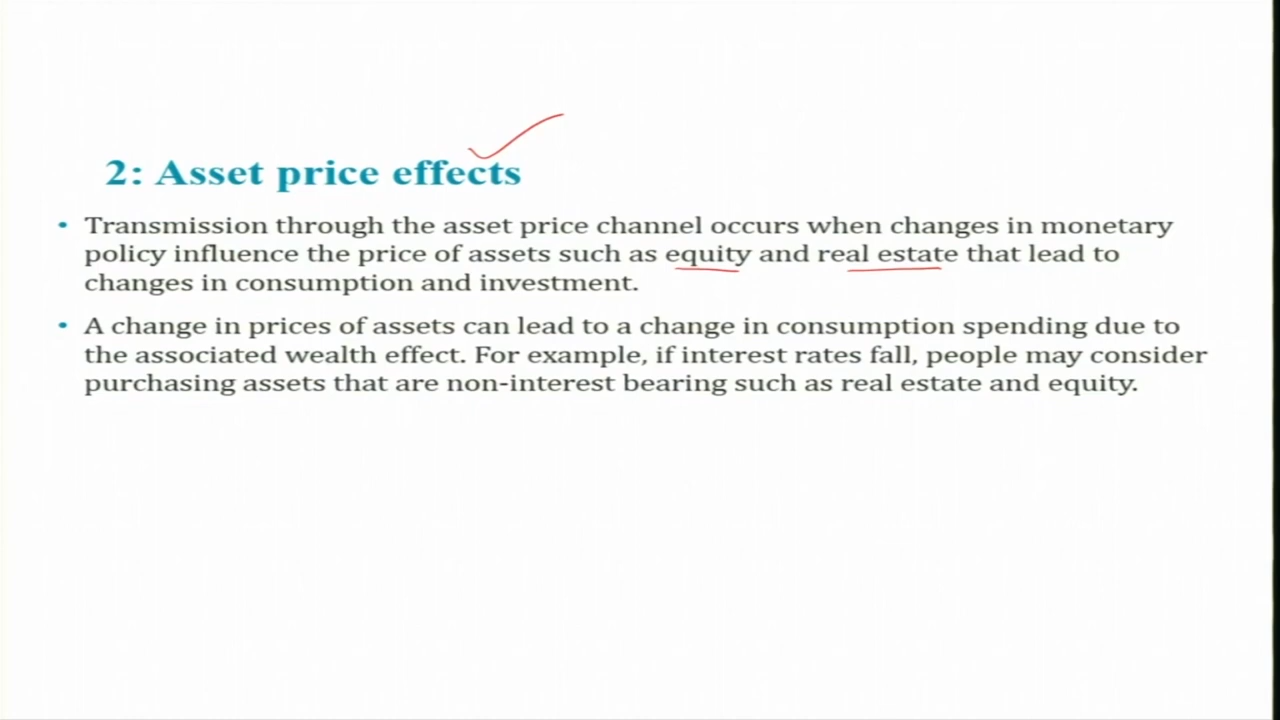 2: Asset price effects
• Transmission through the asset price channel occurs when changes in monetary
policy influence the price of assets such as equity and real estate that lead to
changes in consumption and investment.
• A change in prices of assets can lead to a change in consumption spending due to
the associated wealth effect. For example, if interest rates fall, people may consider
purchasing assets that are non-interest bearing such as real estate and equity.